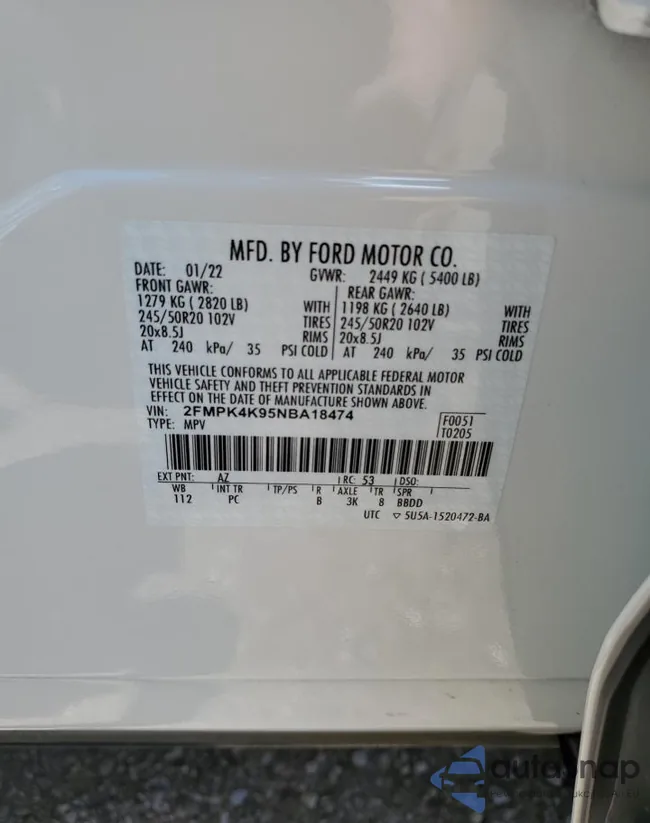 MFD. BY FORD MOTOR CO.
DATE: 01/22 GVWR: 2449 KG ( 5400 LB)
FRONT GAWR: REAR GAWR:
1279 KG ( 2820 LB) WITH 1198 KG ( 2640 LB) WITH
245/50R20 102V TIRES 245/50R20 102V TIRES
20x8.5J RIMS 20x8.5J RIMS
AT 240 kPa/ 35 PSI COLD AT 240 kPa/ 35 PSI COLD
THIS VEHICLE CONFORMS TO ALL APPLICABLE FEDERAL MOTOR
VEHICLE SAFETY AND THEFT PREVENTION STANDARDS IN
EFFECT ON THE DATE OF MANUFACTURE SHOWN ABOVE.
VIN: 2FMPK4K95NBA18474 F0051
TYPE: MPV T0205
EXT PNT: AZ RC: 53 DSO:
WB INT TR TP/PS R AXLE TR SPR
112 PC B 3K 8 BBDD
UTC ▽ 5U5A-1520472-BA
autosnap